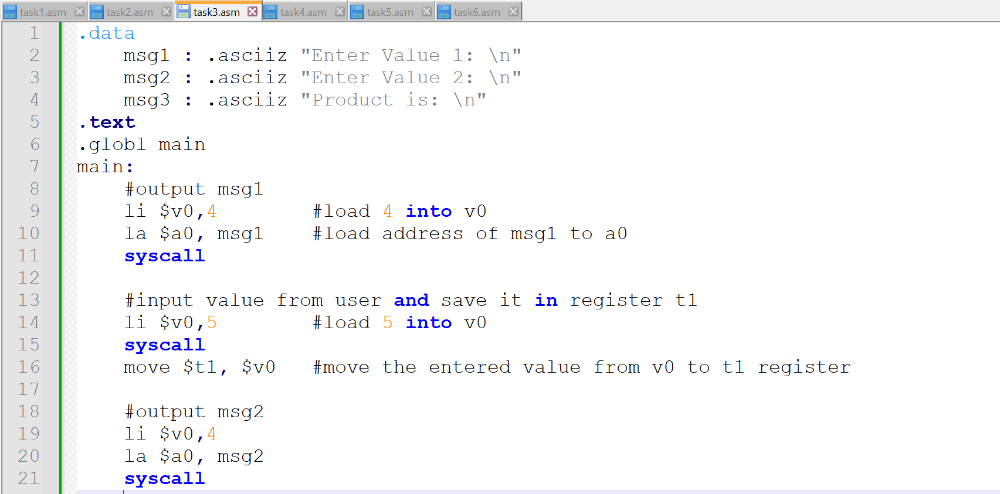 task1.asm task2.asm task3.asm task4.asm task5.asm task6.asm
1 .data
2 msg1 : .asciiz "Enter Value 1: \n"
3 msg2 : .asciiz "Enter Value 2: \n"
4 msg3 : .asciiz "Product is: \n"
5 .text
6 .globl main
7 main:
8 #output msg1
9 li $v0,4 #load 4 into v0
10 la $a0, msg1 #load address of msg1 to a0
11 syscall
12
13 #input value from user and save it in register t1
14 li $v0,5 #load 5 into v0
15 syscall
16 move $t1, $v0 #move the entered value from v0 to t1 register
17
18 #output msg2
19 li $v0,4
20 la $a0, msg2
21 syscall